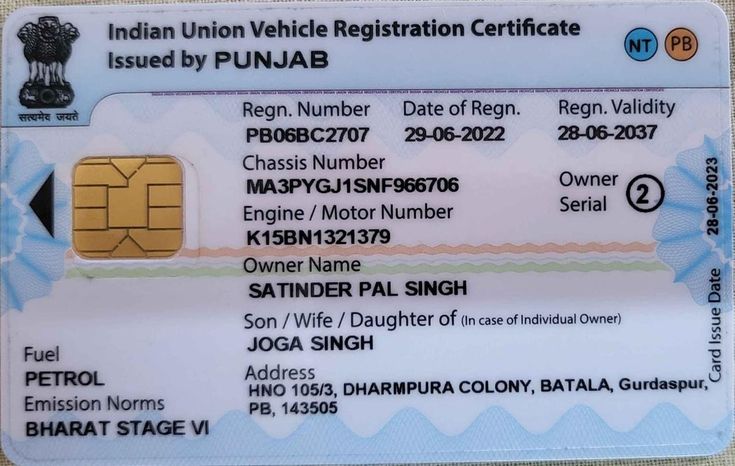 Indian Union Vehicle Registration Certificate
Issued by PUNJAB
NT PB
सत्यमेव जयते
Regn. Number Date of Regn. Regn. Validity
PB06BC2707 29-06-2022 28-06-2037
Chassis Number
MA3PYGJ1SNF966706
Owner Serial 2
Engine / Motor Number
K15BN1321379
Owner Name
SATINDER PAL SINGH
Son / Wife / Daughter of (In case of Individual Owner)
JOGA SINGH
Address
HNO 105/3, DHARMPURA COLONY, BATALA, Gurdaspur,
PB, 143505
Fuel
PETROL
Emission Norms
BHARAT STAGE VI
Card Issue Date 28-06-2023